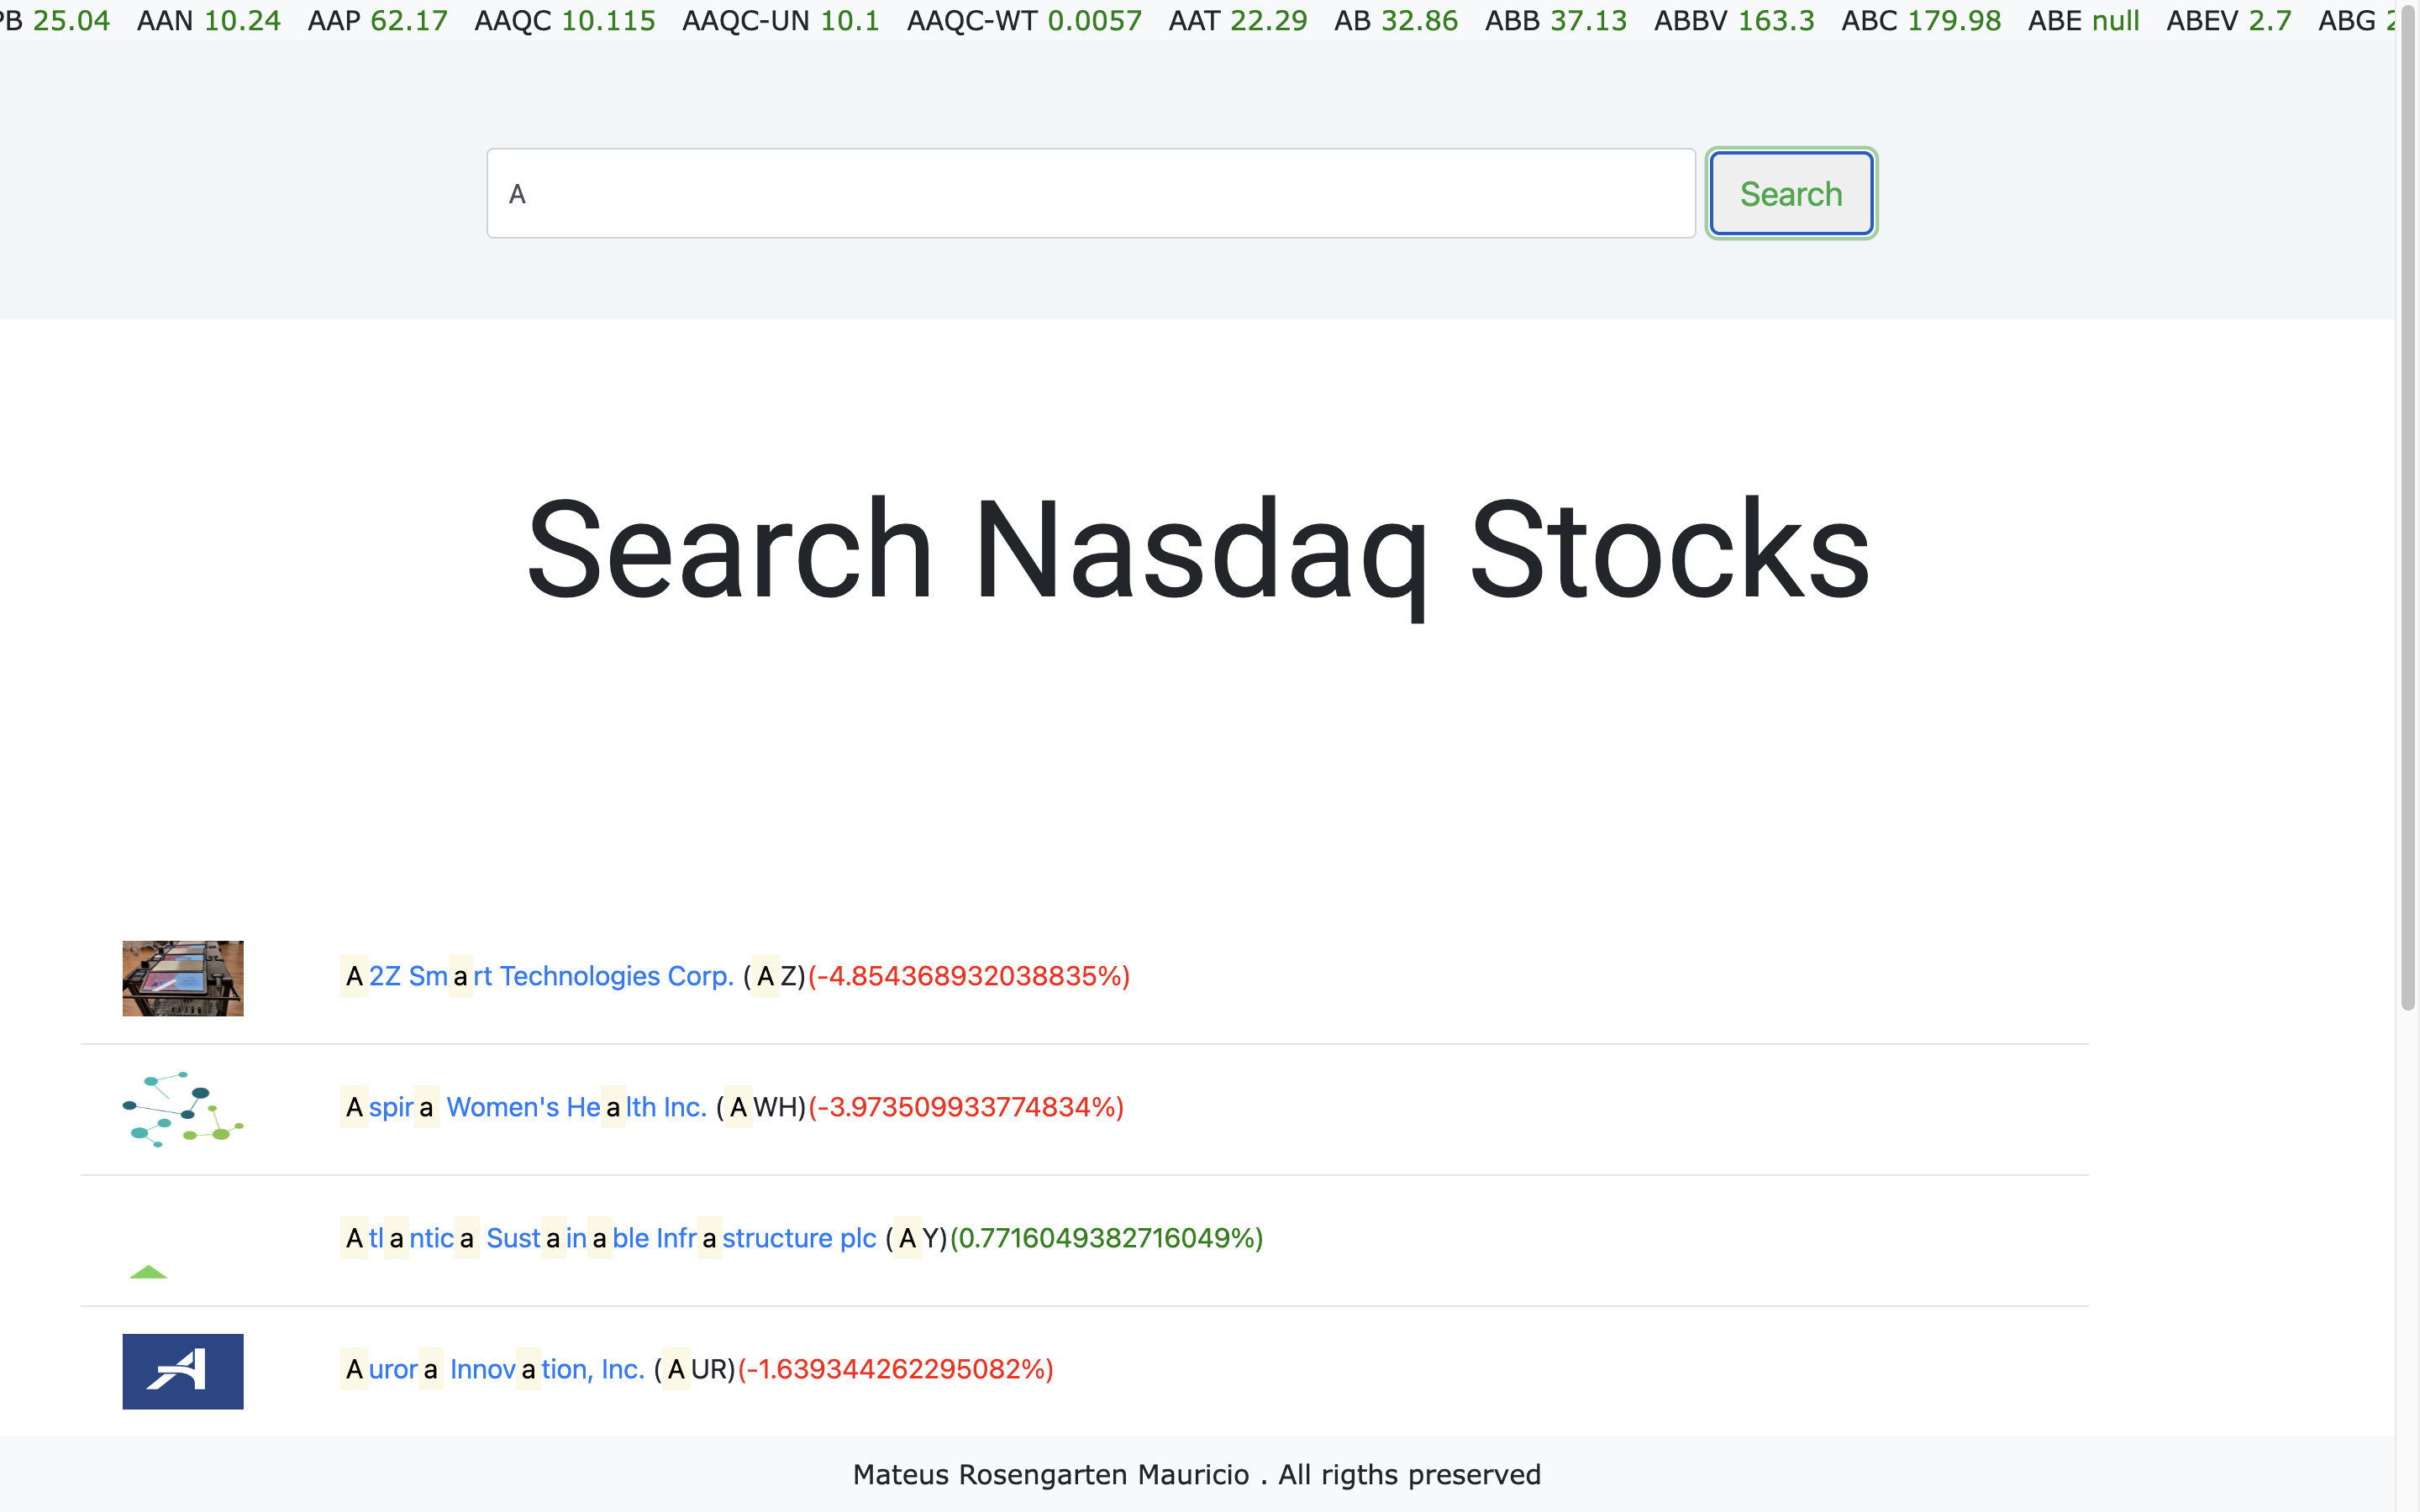 25.04 AAN 10.24 AAP 62.17 AAQC 10.115 AAQC-UN 10.1 AAQC-WT 0.0057 AAT 22.29 AB 32.86 ABB 37.13 ABBV 163.3 ABC 179.98 ABE null ABEV 2.7 ABG
A
Search
Search Nasdaq Stocks
A2Z Smart Technologies Corp. (AZ)(-4.854368932038835%)
Aspira Women's Health Inc. (AWH)(-3.973509933774834%)
Atlantica Sustainable Infrastructure plc (AY)(0.7716049382716049%)
Aurora Innovation, Inc. (AUR)(-1.639344262295082%)
Mateus Rosengarten Mauricio . All rigths preserved